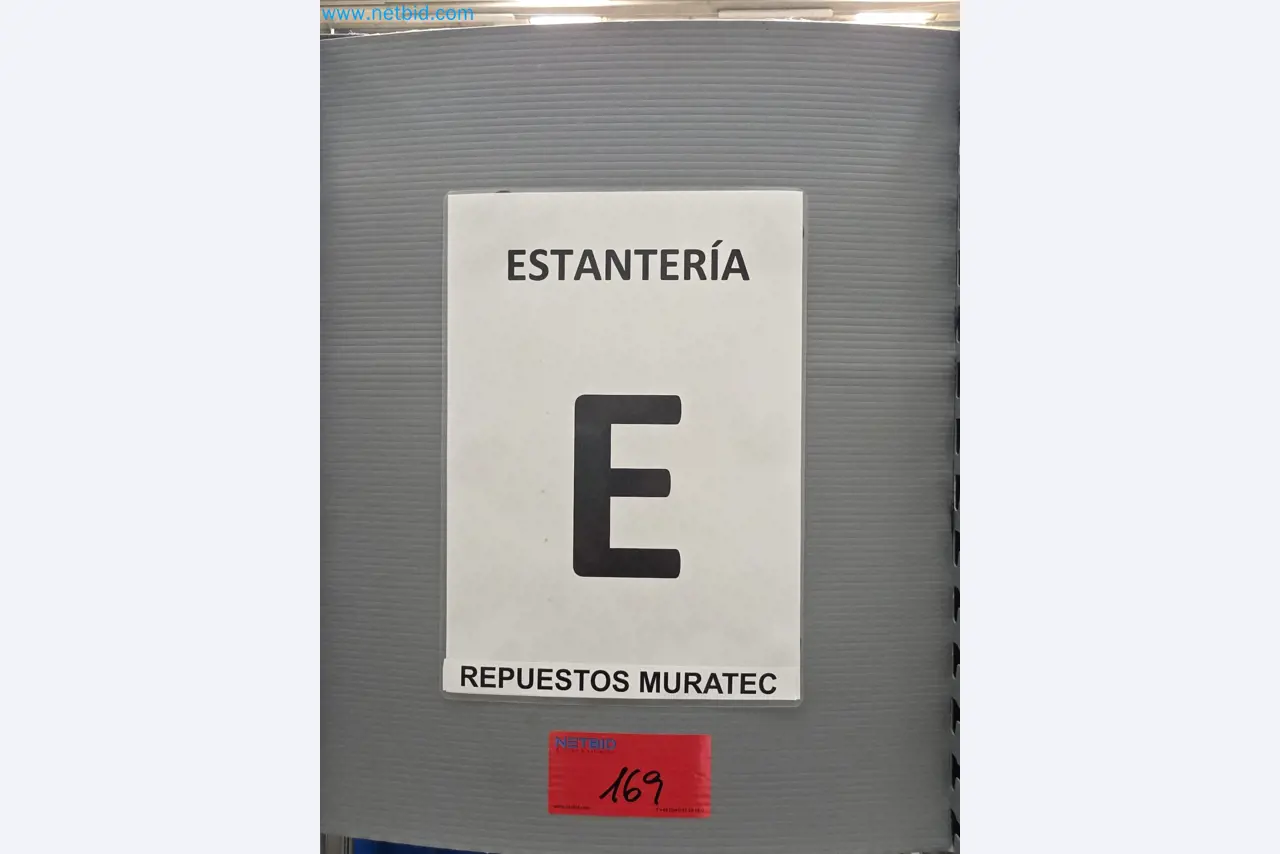 www.netbid.com
ESTANTERÍA
E
REPUESTOS MURATEC
NETBID
169